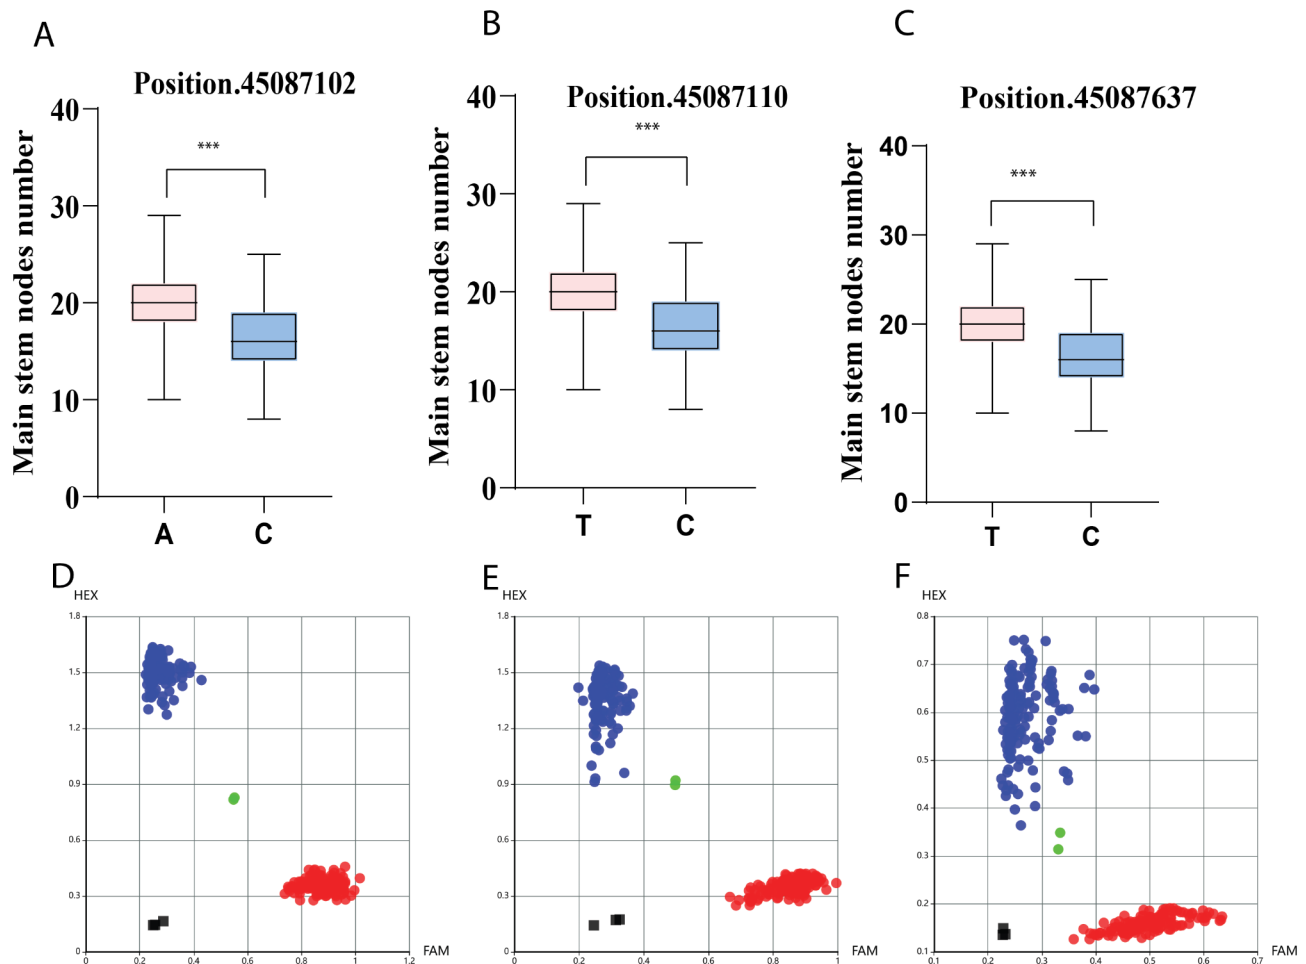 A
Position.45087102
Main stem nodes number
40
30
20
10
0
***
A
C
B
Position.45087110
Main stem nodes number
40
30
20
10
0
***
T
C
C
Position.45087637
Main stem nodes number
40
30
20
10
0
***
T
C
D
HEX
1.8
1.5
1.2
0.9
0.6
0.3
0
0
0.2
0.4
0.6
0.8
1
1.2
FAM
E
HEX
1.8
1.5
1.2
0.9
0.6
0.3
0
0
0.2
0.4
0.6
0.8
1
FAM
F
HEX
0.8
0.7
0.6
0.5
0.4
0.3
0.2
0.1
0.1
0.2
0.3
0.4
0.5
0.6
0.7
FAM